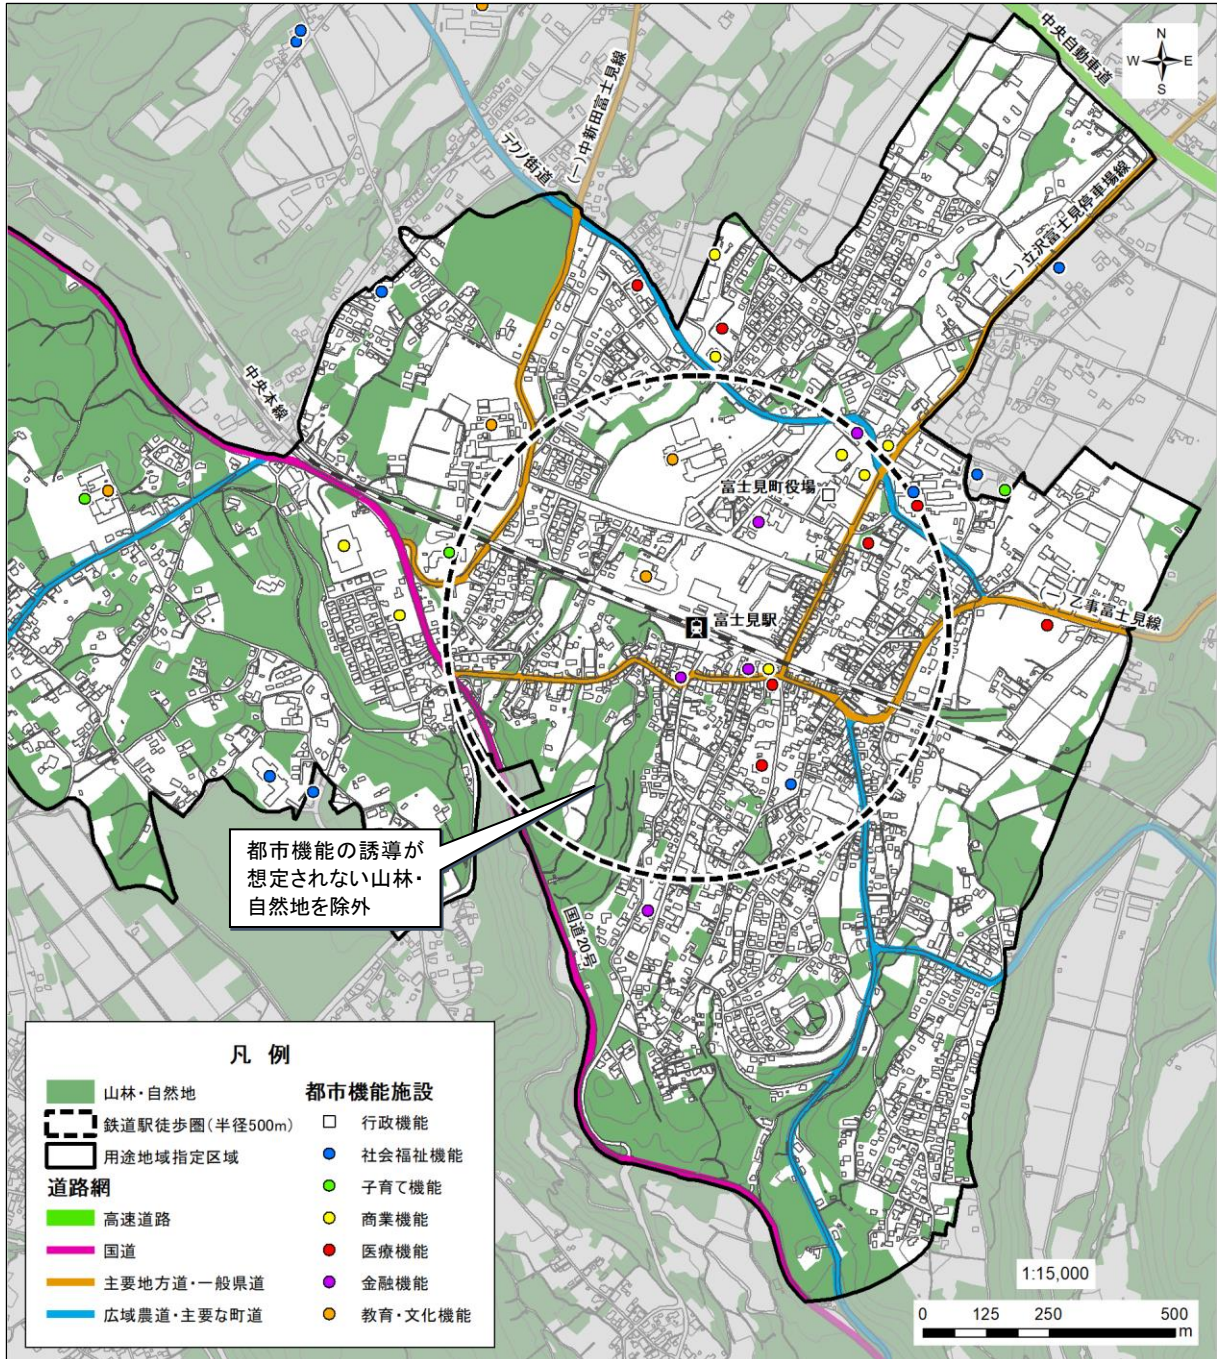 中央自動車道
N
W E
S
(一)中新田富士見線
テクノ街道
(一)立沢富士見停車場線
中央本線
富士見町役場
(一)乙事富士見線
富士見駅
都市機能の誘導が
想定されない山林・
自然地を除外
国道20号
凡 例
山林・自然地
鉄道駅徒歩圏(半径500m)
用途地域指定区域
道路網
高速道路
国道
主要地方道・一般県道
広域農道・主要な町道
都市機能施設
行政機能
社会福祉機能
子育て機能
商業機能
医療機能
金融機能
教育・文化機能
1:15,000
0 125 250 500
m